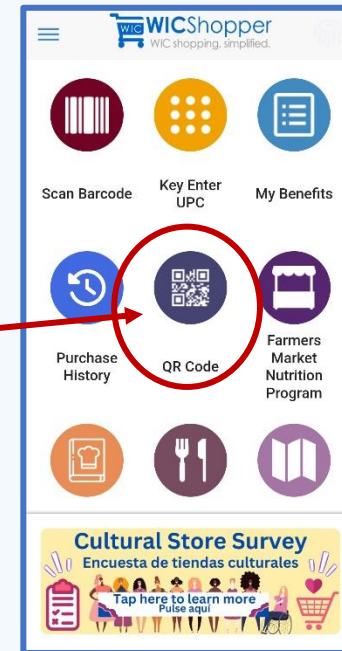 WIC WICShopper
WIC shopping, simplified.
Scan Barcode
Key Enter
UPC
My Benefits
Purchase
History
QR Code
Farmers
Market
Nutrition
Program
Cultural Store Survey
Encuesta de tiendas culturales
Tap here to learn more
Pulse aquí